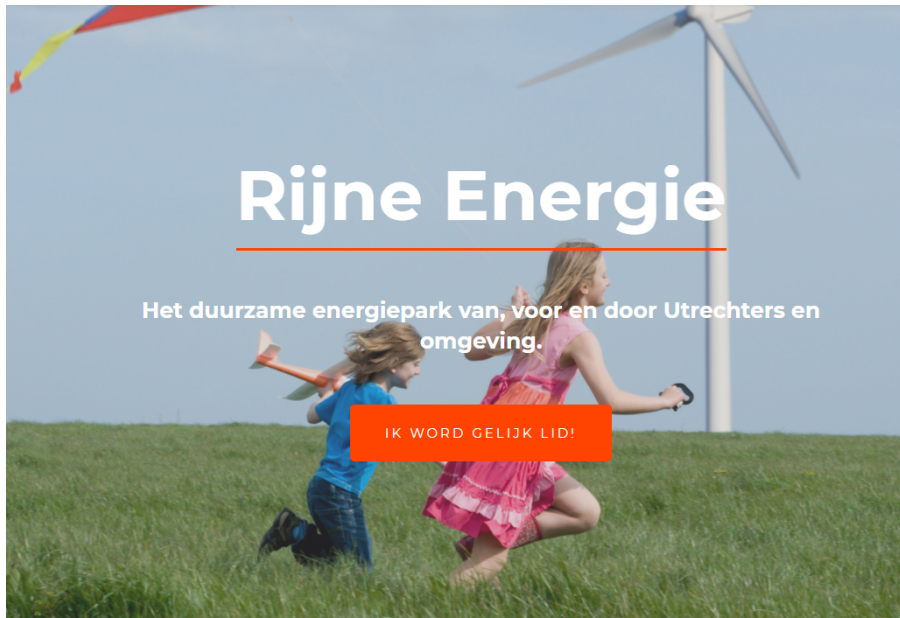 Rijne Energie
Het duurzame energiepark van, voor en door Utrechters en
omgeving.
IK WORD GELIJK LID!